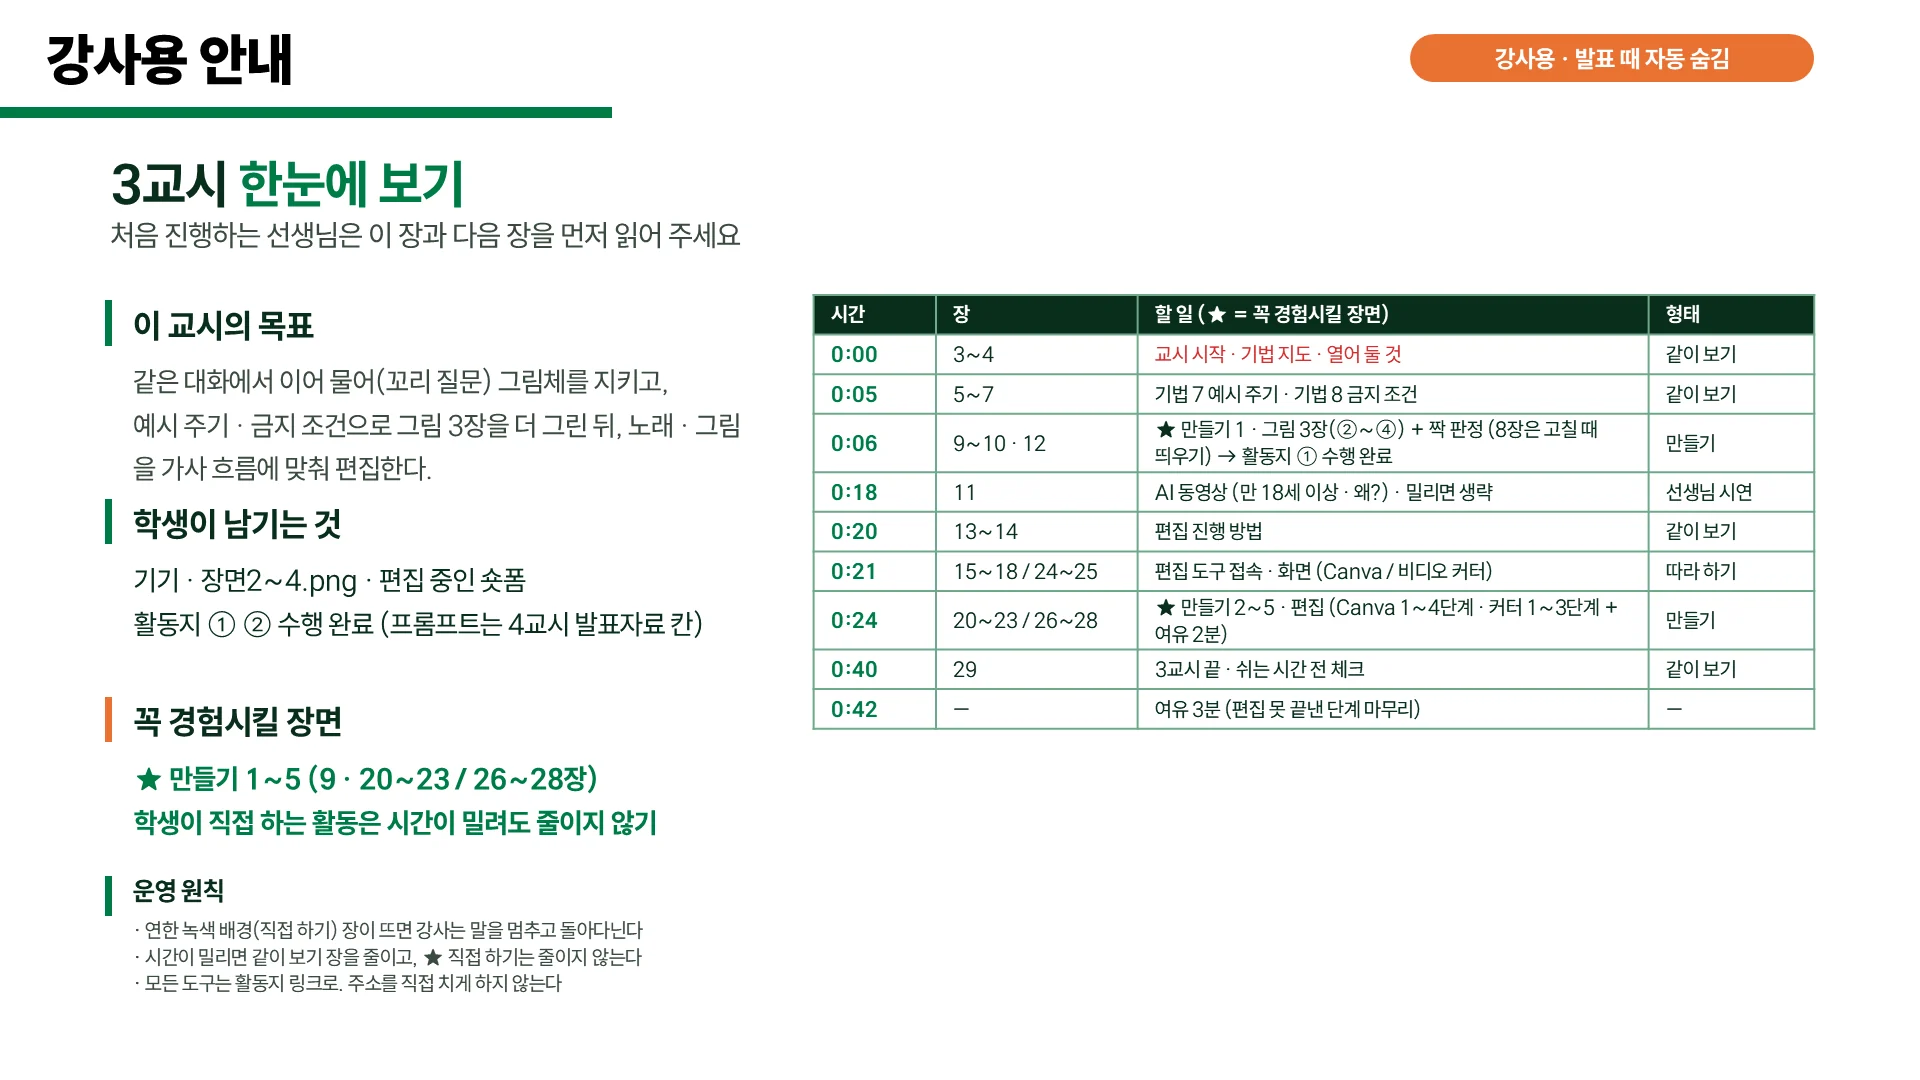 강사용 안내
강사용 · 발표 때 자동 숨김
3교시 한눈에 보기
처음 진행하는 선생님은 이 장과 다음 장을 먼저 읽어 주세요
이 교시의 목표
같은 대화에서 이어 물어(꼬리 질문) 그림체를 지키고,
예시 주기 · 금지 조건으로 그림 3장을 더 그린 뒤, 노래 · 그림
을 가사 흐름에 맞춰 편집한다.
학생이 남기는 것
기기 · 장면2~4.png · 편집 중인 숏폼
활동지 ① ② 수행 완료 (프롬프트는 4교시 발표자료 칸)
꼭 경험시킬 장면
★ 만들기 1~5 (9 · 20~23 / 26~28장)
학생이 직접 하는 활동은 시간이 밀려도 줄이지 않기
운영 원칙
· 연한 녹색 배경(직접 하기) 장이 뜨면 강사는 말을 멈추고 돌아다닌다
· 시간이 밀리면 같이 보기 장을 줄이고, ★ 직접 하기는 줄이지 않는다
· 모든 도구는 활동지 링크로. 주소를 직접 치게 하지 않는다
시간 장 할 일 (★ = 꼭 경험시킬 장면) 형태
0:00 3~4 교시 시작 · 기법 지도 · 열어 둘 것 같이 보기
0:05 5~7 기법 7 예시 주기 · 기법 8 금지 조건 같이 보기
0:06 9~10 · 12 ★ 만들기 1 · 그림 3장(②~④) + 짝 판정 (8장은 고칠 때
띄우기) → 활동지 ① 수행 완료 만들기
0:18 11 AI 동영상 (만 18세 이상 · 왜?) · 밀리면 생략 선생님 시연
0:20 13~14 편집 진행 방법 같이 보기
0:21 15~18 / 24~25 편집 도구 접속 · 화면 (Canva / 비디오 커터) 따라 하기
0:24 20~23 / 26~28 ★ 만들기 2~5 · 편집 (Canva 1~4단계 · 커터 1~3단계 +
여유 2분) 만들기
0:40 29 3교시 끝 · 쉬는 시간 전 체크 같이 보기
0:42 — 여유 3분 (편집 못 끝낸 단계 마무리) —